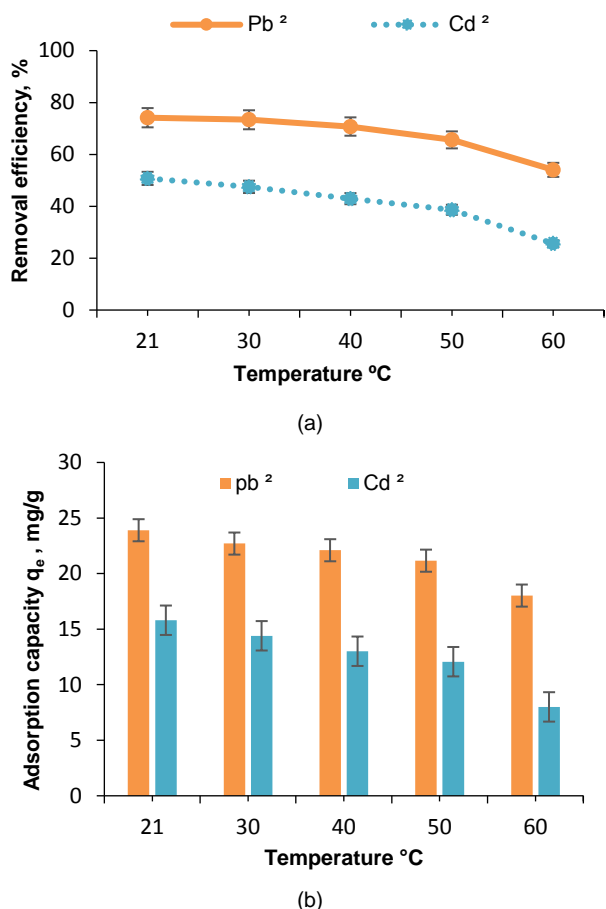 Pb ² Cd ²
Removal efficiency, %
100
80
60
40
20
0
21 30 40 50 60
Temperature ºC
(a)
pb ² Cd ²
Adsorption capacity qe , mg/g
30
25
20
15
10
5
0
21 30 40 50 60
Temperature °C
(b)